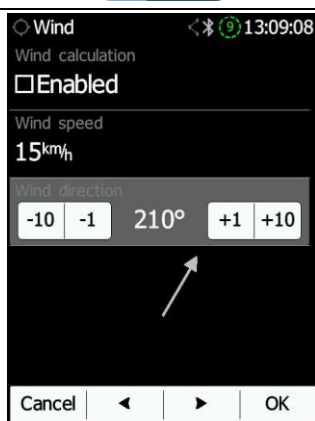 Wind 9 13:09:08
Wind calculation
Enabled
Wind speed
15km/h
Wind direction
-10 -1 210° +1 +10
Cancel ◄ ► OK